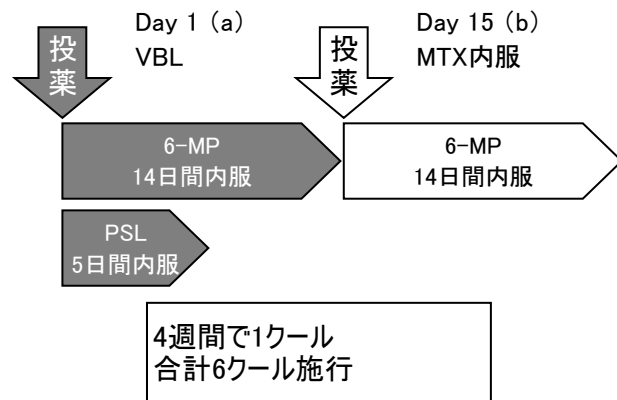 投薬
Day 1 (a)
VBL
投薬
Day 15 (b)
MTX内服
6-MP
14日間内服
6-MP
14日間内服
PSL
5日間内服
4週間で1クール
合計6クール施行